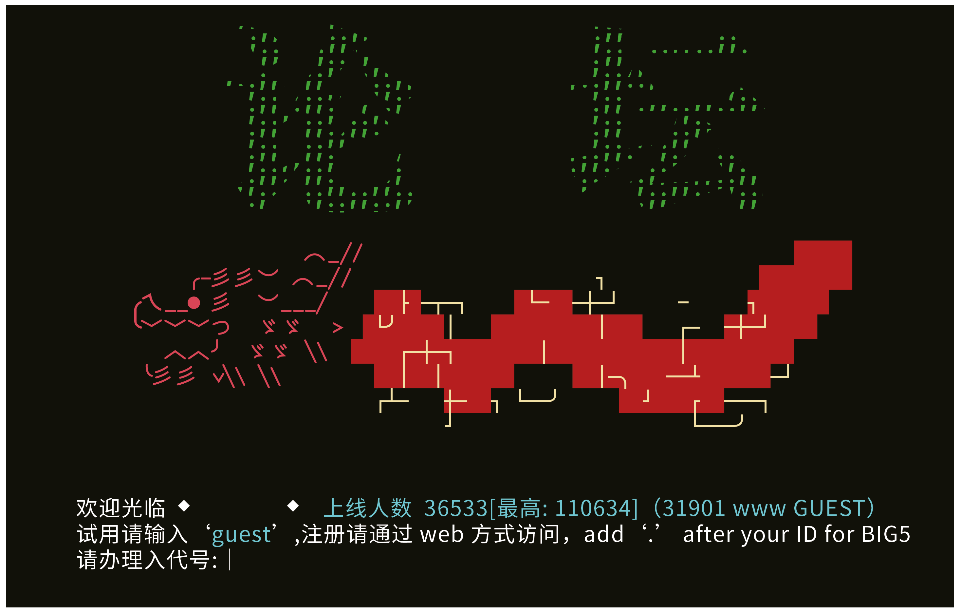 论坛
欢迎光临 ◆ ◆ 上线人数 36533[最高: 110634]（31901 www GUEST）
试用请输入‘guest’,注册请通过 web 方式访问，add‘.’ after your ID for BIG5
请办理入代号: